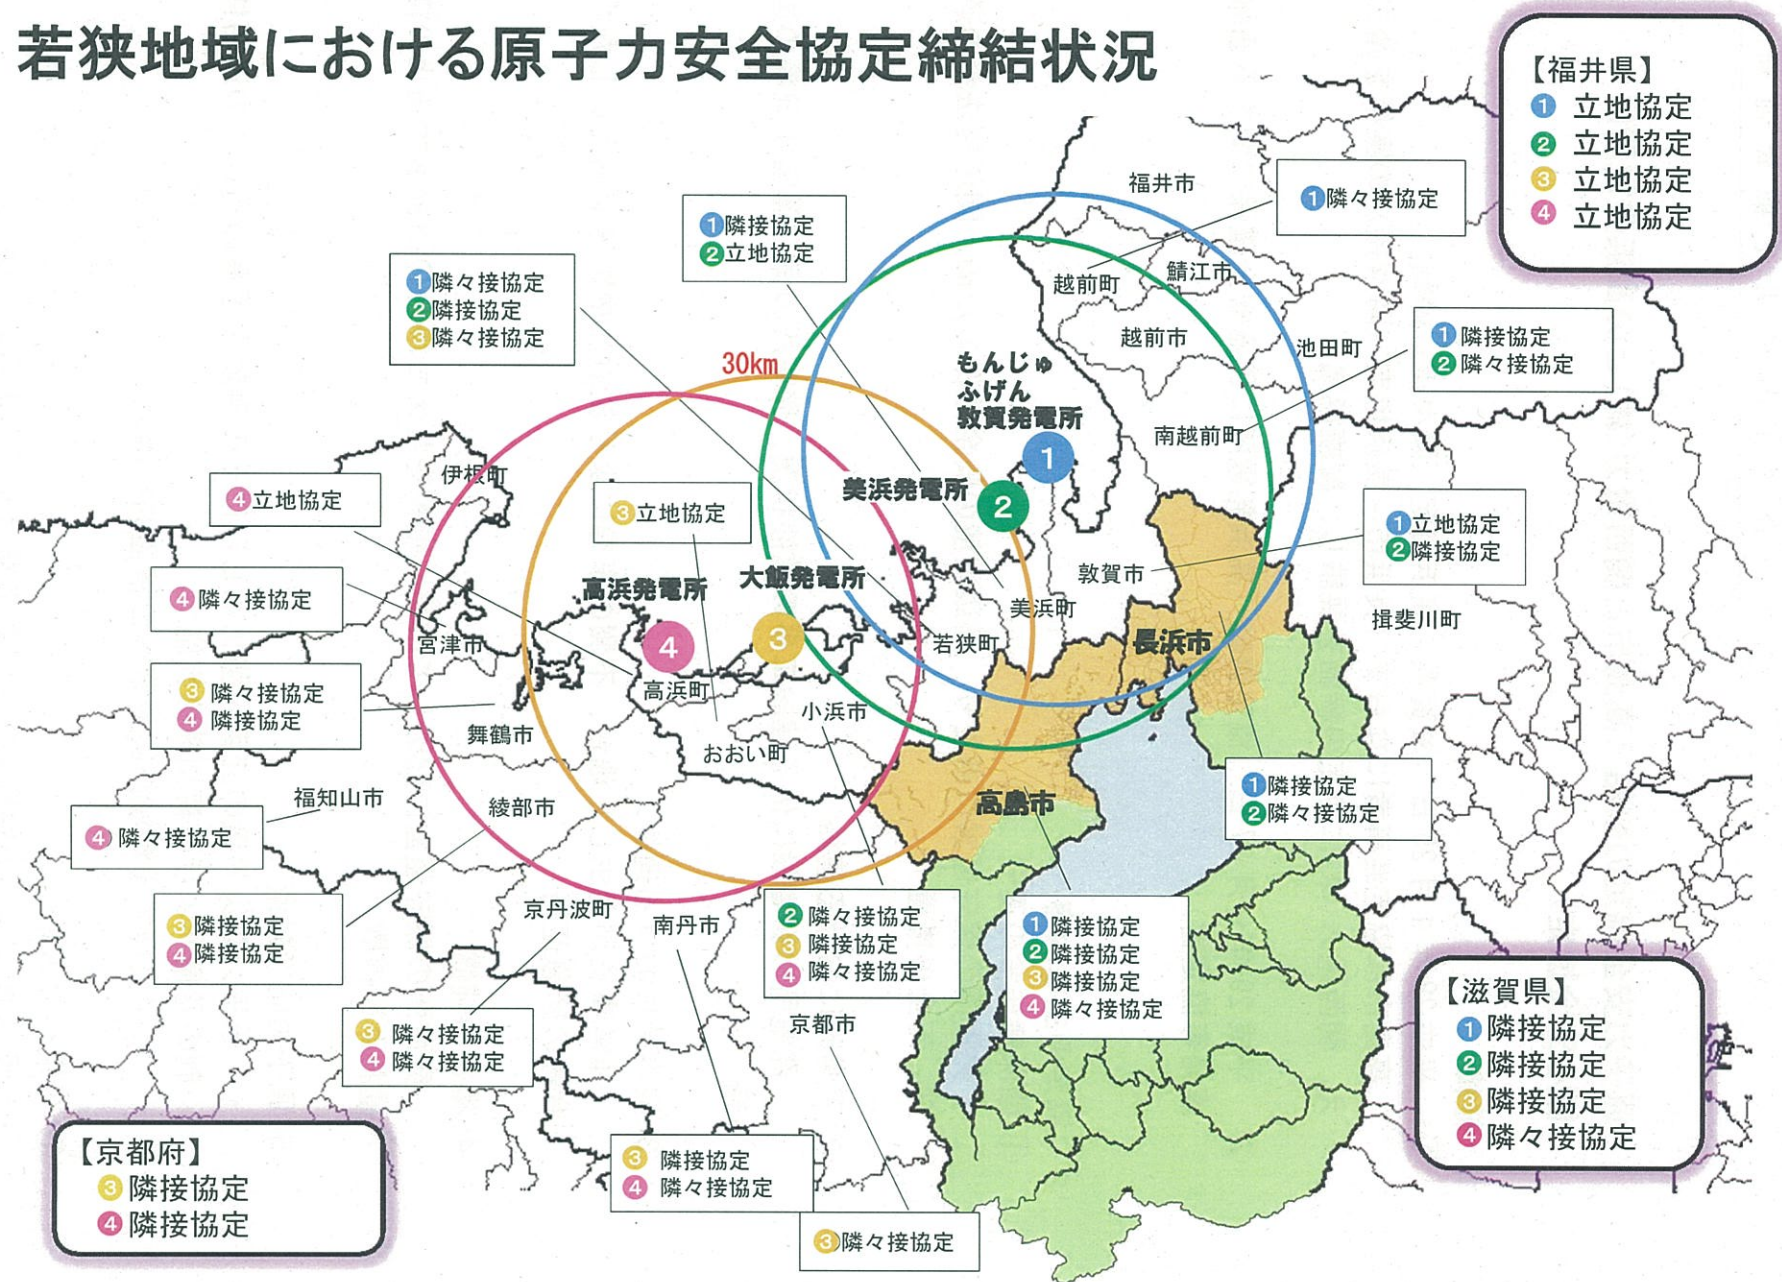 若狭地域における原子力安全協定締結状況
【福井県】
1 立地協定
2 立地協定
3 立地協定
4 立地協定
福井市
1隣々接協定
1隣接協定
2立地協定
1隣々接協定
2隣接協定
3隣々接協定
越前町
鯖江市
越前市
池田町
1隣接協定
2隣々接協定
30km
もんじゅ
ふげん
敦賀発電所
1
南越前町
伊根町
4立地協定
3立地協定
美浜発電所
2
1立地協定
2隣接協定
敦賀市
高浜発電所
大飯発電所
4隣々接協定
美浜町
揖斐川町
宮津市
4
3
若狭町
長浜市
3隣々接協定
4隣接協定
高浜町
小浜市
舞鶴市
おおい町
福知山市
綾部市
高島市
1隣接協定
2隣々接協定
4隣々接協定
3隣接協定
4隣接協定
京丹波町
南丹市
2隣々接協定
3隣接協定
4隣々接協定
1隣接協定
2隣接協定
3隣接協定
4隣々接協定
3隣々接協定
4隣々接協定
京都市
【滋賀県】
1隣接協定
2隣接協定
3隣接協定
4隣々接協定
【京都府】
3隣接協定
4隣接協定
3隣接協定
4隣々接協定
3隣々接協定